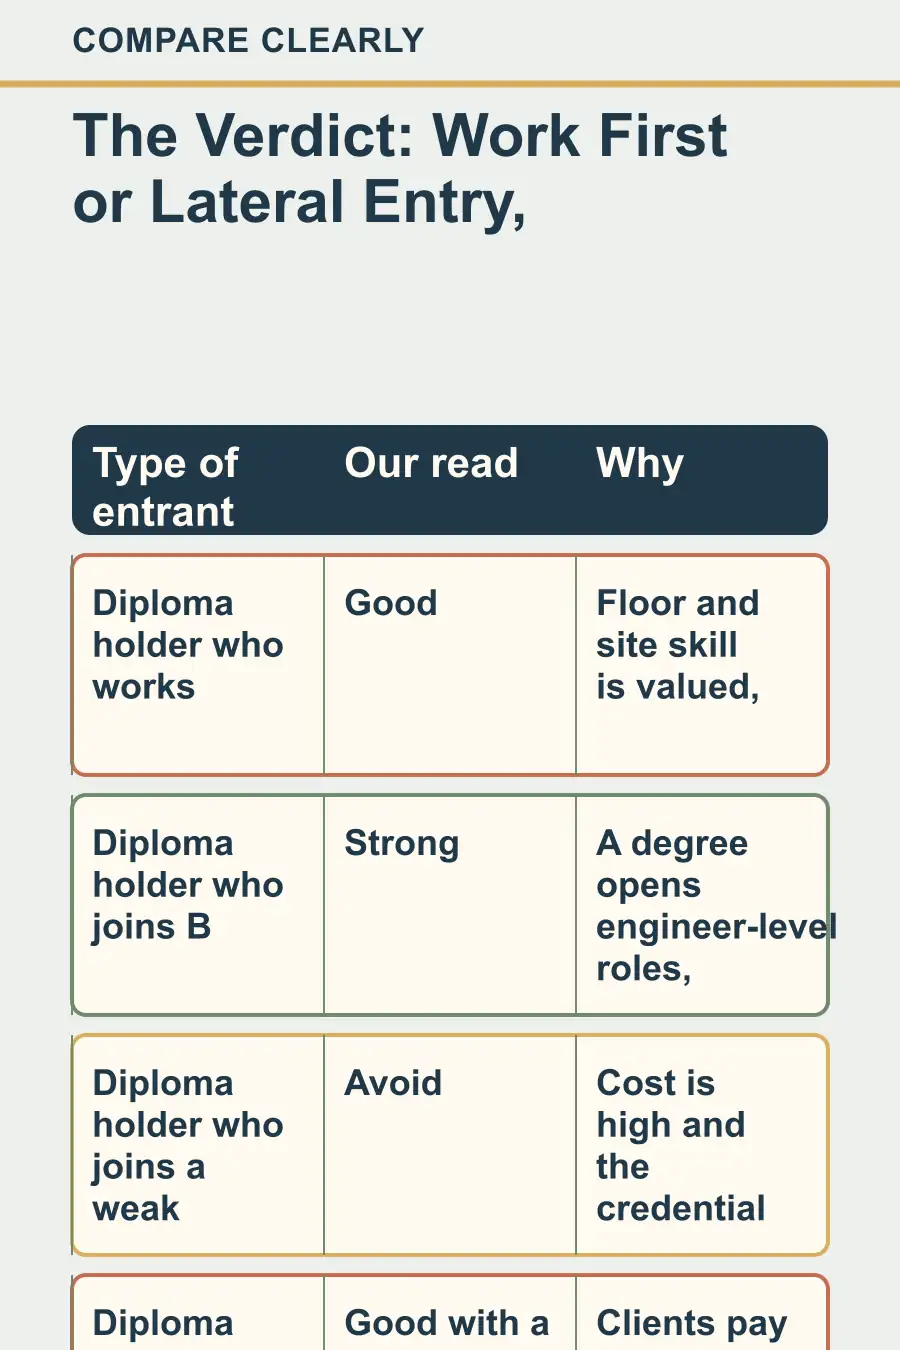 COMPARE CLEARLY
The Verdict: Work First
or Lateral Entry,
Type of
entrant
Our read
Why
Diploma
holder who
works
Good
Floor and
site skill
is valued,
Diploma
holder who
joins B
Strong
A degree
opens
engineer-level
roles,
Diploma
holder who
joins a
weak
Avoid
Cost is
high and
the
credential
Diploma
Good with a
Clients pay